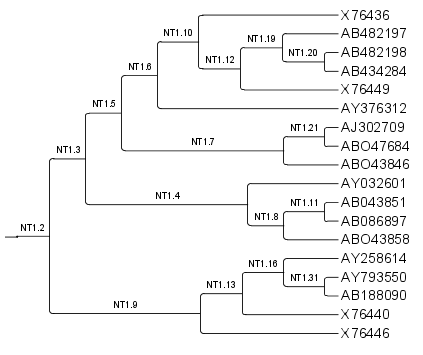 X76436
NT1.10
AB482197
NT1.19
AB482198
NT1.20
NT1.6
NT1.12
AB434284
X76449
NT1.5
AY376312
AJ302709
NT1.21
ABO47684
NT1.3
NT1.7
ABO43846
AY032601
NT1.4
NT1.11
AB043851
NT1.8
AB086897
NT1.2
ABO43858
AY258614
NT1.16
AY793550
NT1.31
NT1.13
AB188090
NT1.9
X76440
X76446